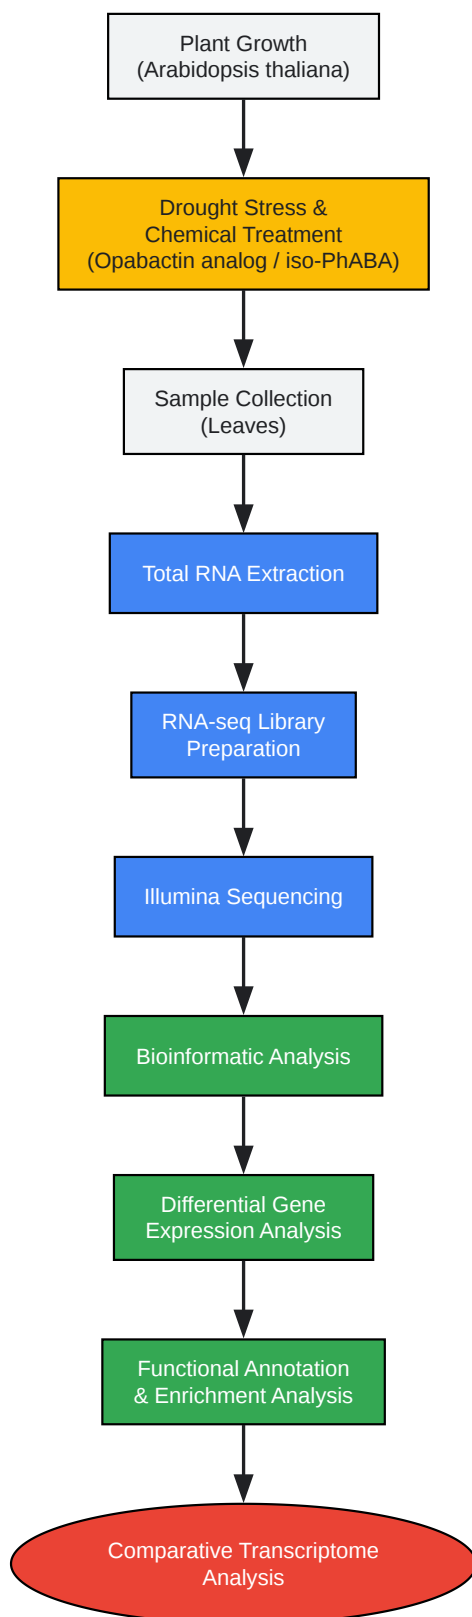 Plant Growth
(Arabidopsis thaliana)
Drought Stress &
Chemical Treatment
(Opabactin analog / iso-PhABA)
Sample Collection
(Leaves)
Total RNA Extraction
RNA-seq Library
Preparation
Illumina Sequencing
Bioinformatic Analysis
Differential Gene
Expression Analysis
Functional Annotation
& Enrichment Analysis
Comparative Transcriptome
Analysis